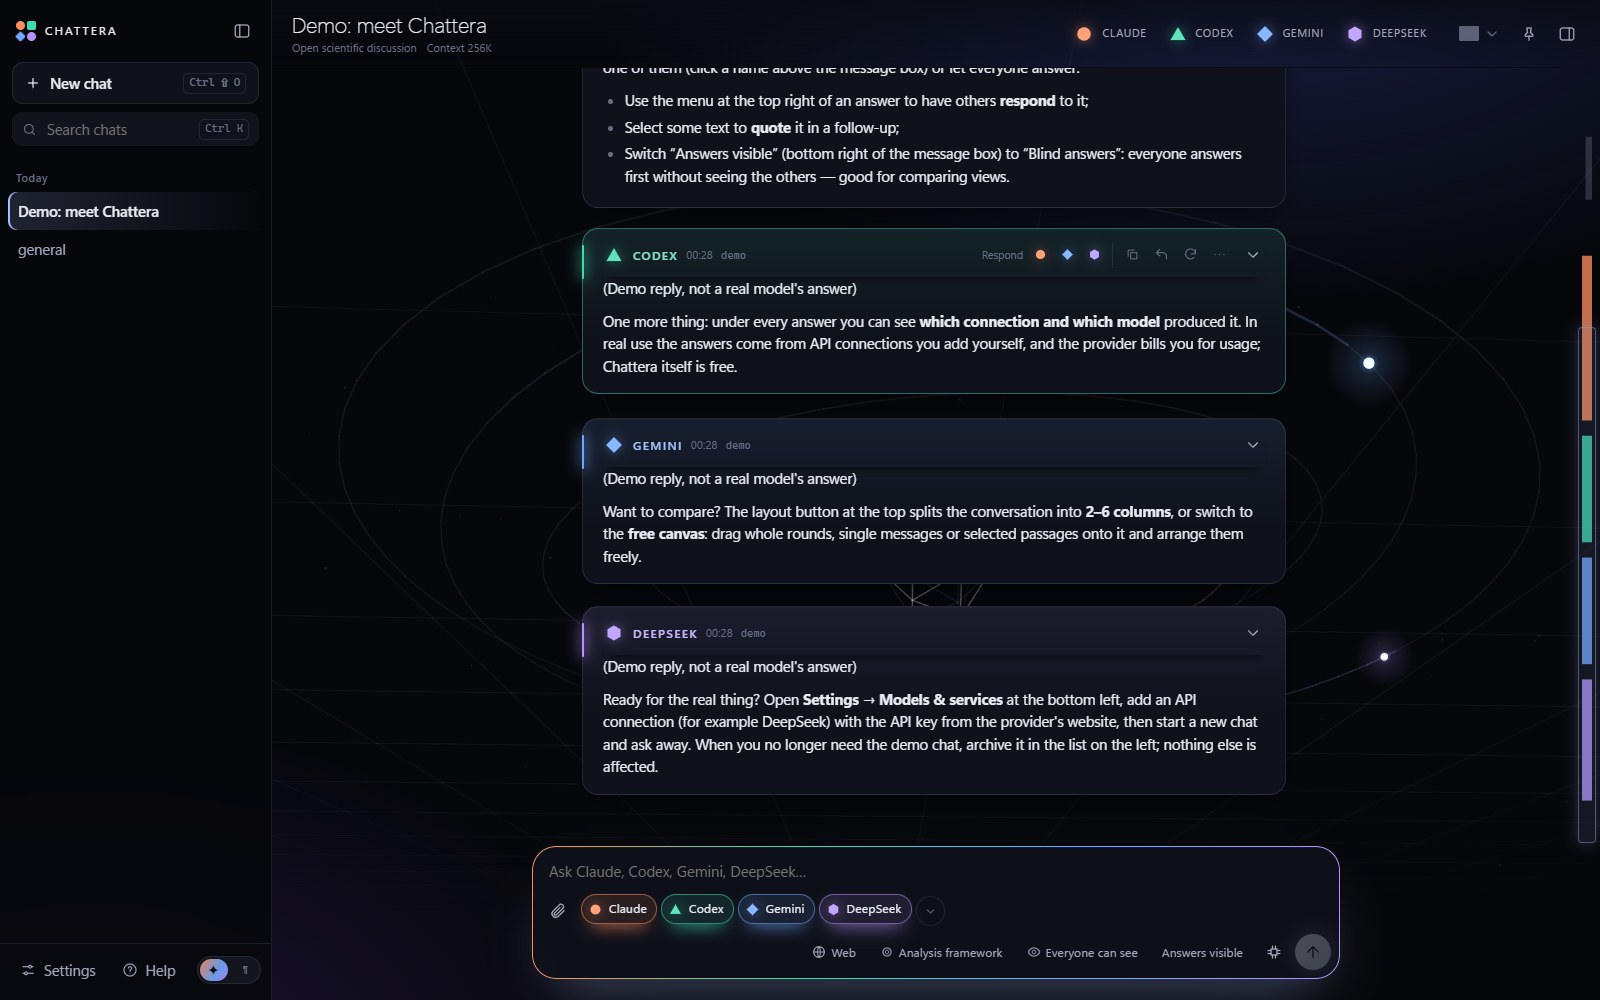 CHATTERA
New chat
Ctrl ⇧ O
Search chats
Ctrl K
Today
Demo: meet Chattera
general
Settings
Help
¶
Demo: meet Chattera
Open scientific discussion Context 256K
CLAUDE
CODEX
GEMINI
DEEPSEEK
one of them (click a name above the message box) or let everyone answer.
• Use the menu at the top right of an answer to have others respond to it;
• Select some text to quote it in a follow-up;
• Switch “Answers visible” (bottom right of the message box) to “Blind answers”: everyone answers
first without seeing the others — good for comparing views.
CODEX 00:28 demo
Respond
(Demo reply, not a real model's answer)
One more thing: under every answer you can see which connection and which model produced it. In
real use the answers come from API connections you add yourself, and the provider bills you for usage;
Chattera itself is free.
GEMINI 00:28 demo
(Demo reply, not a real model's answer)
Want to compare? The layout button at the top splits the conversation into 2–6 columns, or switch to
the free canvas: drag whole rounds, single messages or selected passages onto it and arrange them
freely.
DEEPSEEK 00:28 demo
(Demo reply, not a real model's answer)
Ready for the real thing? Open Settings → Models & services at the bottom left, add an API
connection (for example DeepSeek) with the API key from the provider's website, then start a new chat
and ask away. When you no longer need the demo chat, archive it in the list on the left; nothing else is
affected.
Ask Claude, Codex, Gemini, DeepSeek...
Claude
Codex
Gemini
DeepSeek
Web
Analysis framework
Everyone can see
Answers visible